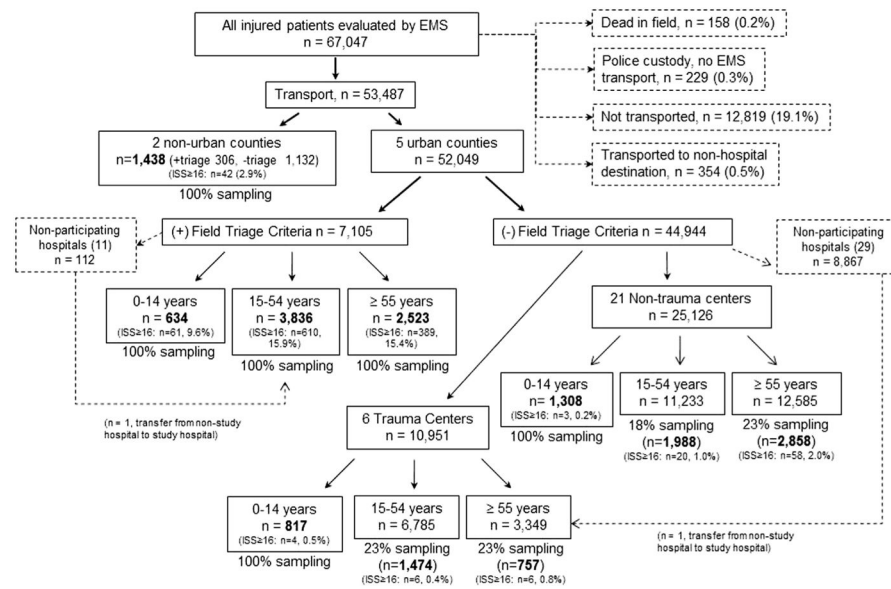 All injured patients evaluated by EMS
n = 67,047
Dead in field, n = 158 (0.2%)
Police custody, no EMS
transport, n = 229 (0.3%)
Transport, n = 53,487
Not transported, n = 12,819 (19.1%)
Transported to non-hospital
destination, n = 354 (0.5%)
2 non-urban counties
n=1,438 (+triage 306, -triage 1,132)
(ISS≥16: n=42 (2.9%)
100% sampling
5 urban counties
n = 52,049
Non-participating
hospitals (11)
n = 112
(+) Field Triage Criteria n = 7,105
(-) Field Triage Criteria n = 44,944
Non-participating
hospitals (29)
n = 8,867
0-14 years
n = 634
(ISS≥16: n=61, 9.6%)
100% sampling
15-54 years
n = 3,836
(ISS≥16: n=610,
15.9%)
100% sampling
≥ 55 years
n = 2,523
(ISS≥16: n=389,
15.4%)
100% sampling
21 Non-trauma centers
n = 25,126
(n = 1, transfer from non-study
hospital to study hospital)
0-14 years
n= 1,308
(ISS≥16: n=3, 0.2%)
100% sampling
15-54 years
n = 11,233
18% sampling
(n=1,988)
(ISS≥16: n=20, 1.0%)
≥ 55 years
n = 12,585
23% sampling
(n=2,858)
(ISS≥16: n=58, 2.0%)
6 Trauma Centers
n = 10,951
0-14 years
n = 817
(ISS≥16: n=4, 0.5%)
100% sampling
15-54 years
n = 6,785
23% sampling
(n=1,474)
(ISS≥16: n=6, 0.4%)
≥ 55 years
n = 3,349
23% sampling
(n=757)
(ISS≥16: n=6, 0.8%)
(n = 1, transfer from non-study
hospital to study hospital)